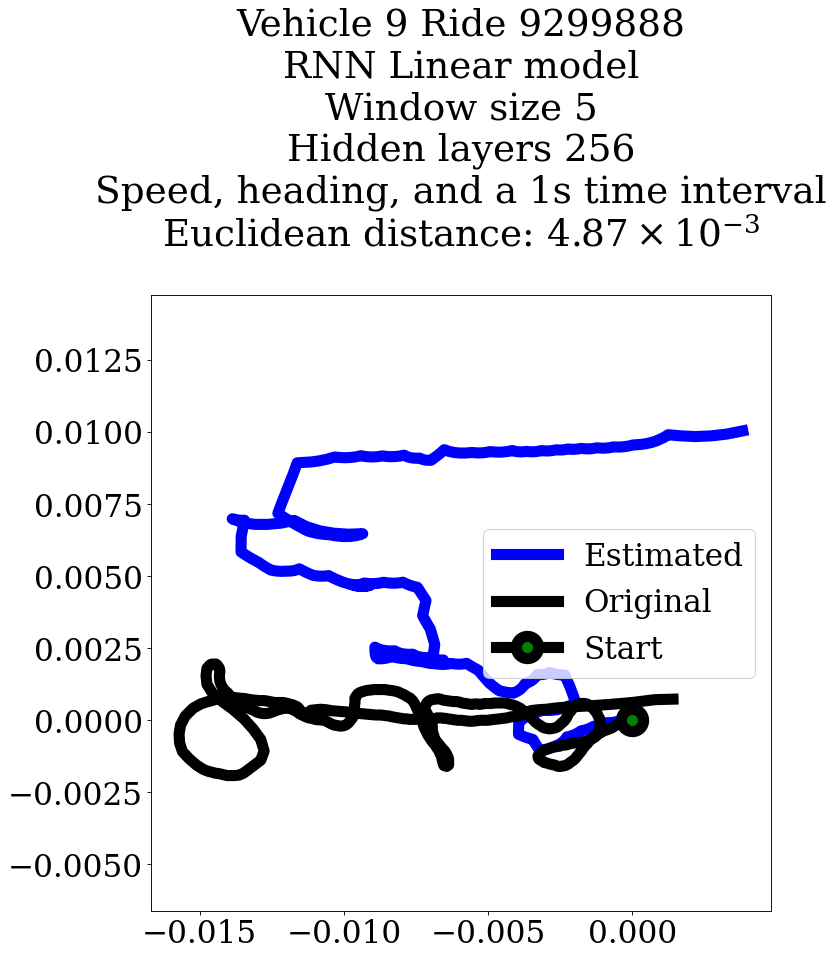 Vehicle 9 Ride 9299888
RNN Linear model
Window size 5
Hidden layers 256
Speed, heading, and a 1s time interval
Euclidean distance: 4.87 × 10⁻³
0.0125
0.0100
0.0075
0.0050
0.0025
0.0000
−0.0025
−0.0050
Estimated
Original
Start
−0.015 −0.010 −0.005 0.000